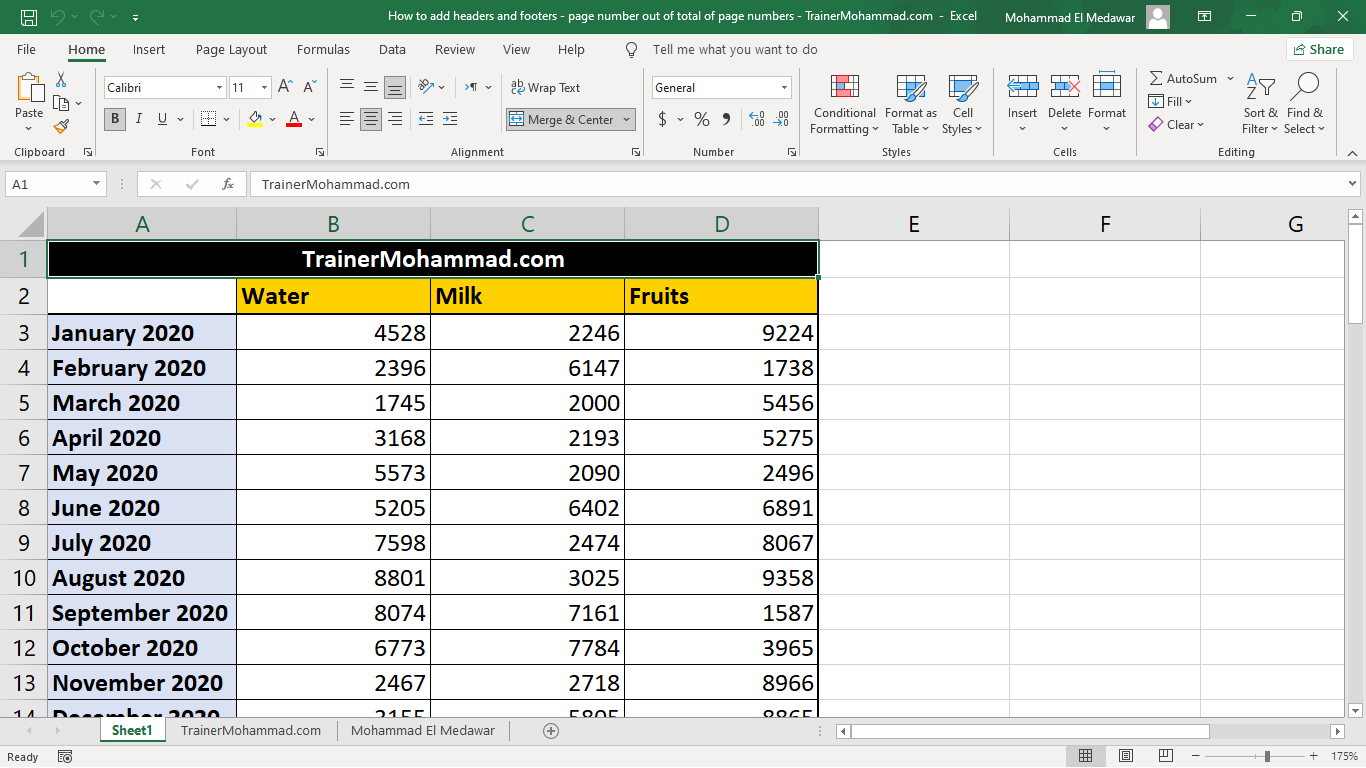 How to add headers and footers - page number out of total of page numbers - TrainerMohammad.com - Excel
Mohammad El Medawar
File Home Insert Page Layout Formulas Data Review View Help Tell me what you want to do Share
Calibri 11 Wrap Text General AutoSum
Paste Conditional Formatting Format as Table Cell Styles Insert Delete Format Fill Sort & Filter Find & Select
B I U A Merge & Center $ % Clear
Clipboard Font Alignment Number Styles Cells Editing
A1 fx TrainerMohammad.com
A B C D E F G
1 TrainerMohammad.com
2 Water Milk Fruits
3 January 2020 4528 2246 9224
4 February 2020 2396 6147 1738
5 March 2020 1745 2000 5456
6 April 2020 3168 2193 5275
7 May 2020 5573 2090 2496
8 June 2020 5205 6402 6891
9 July 2020 7598 2474 8067
10 August 2020 8801 3025 9358
11 September 2020 8074 7161 1587
12 October 2020 6773 7784 3965
13 November 2020 2467 2718 8966
14 December 2020
Sheet1 TrainerMohammad.com Mohammad El Medawar
Ready 175%